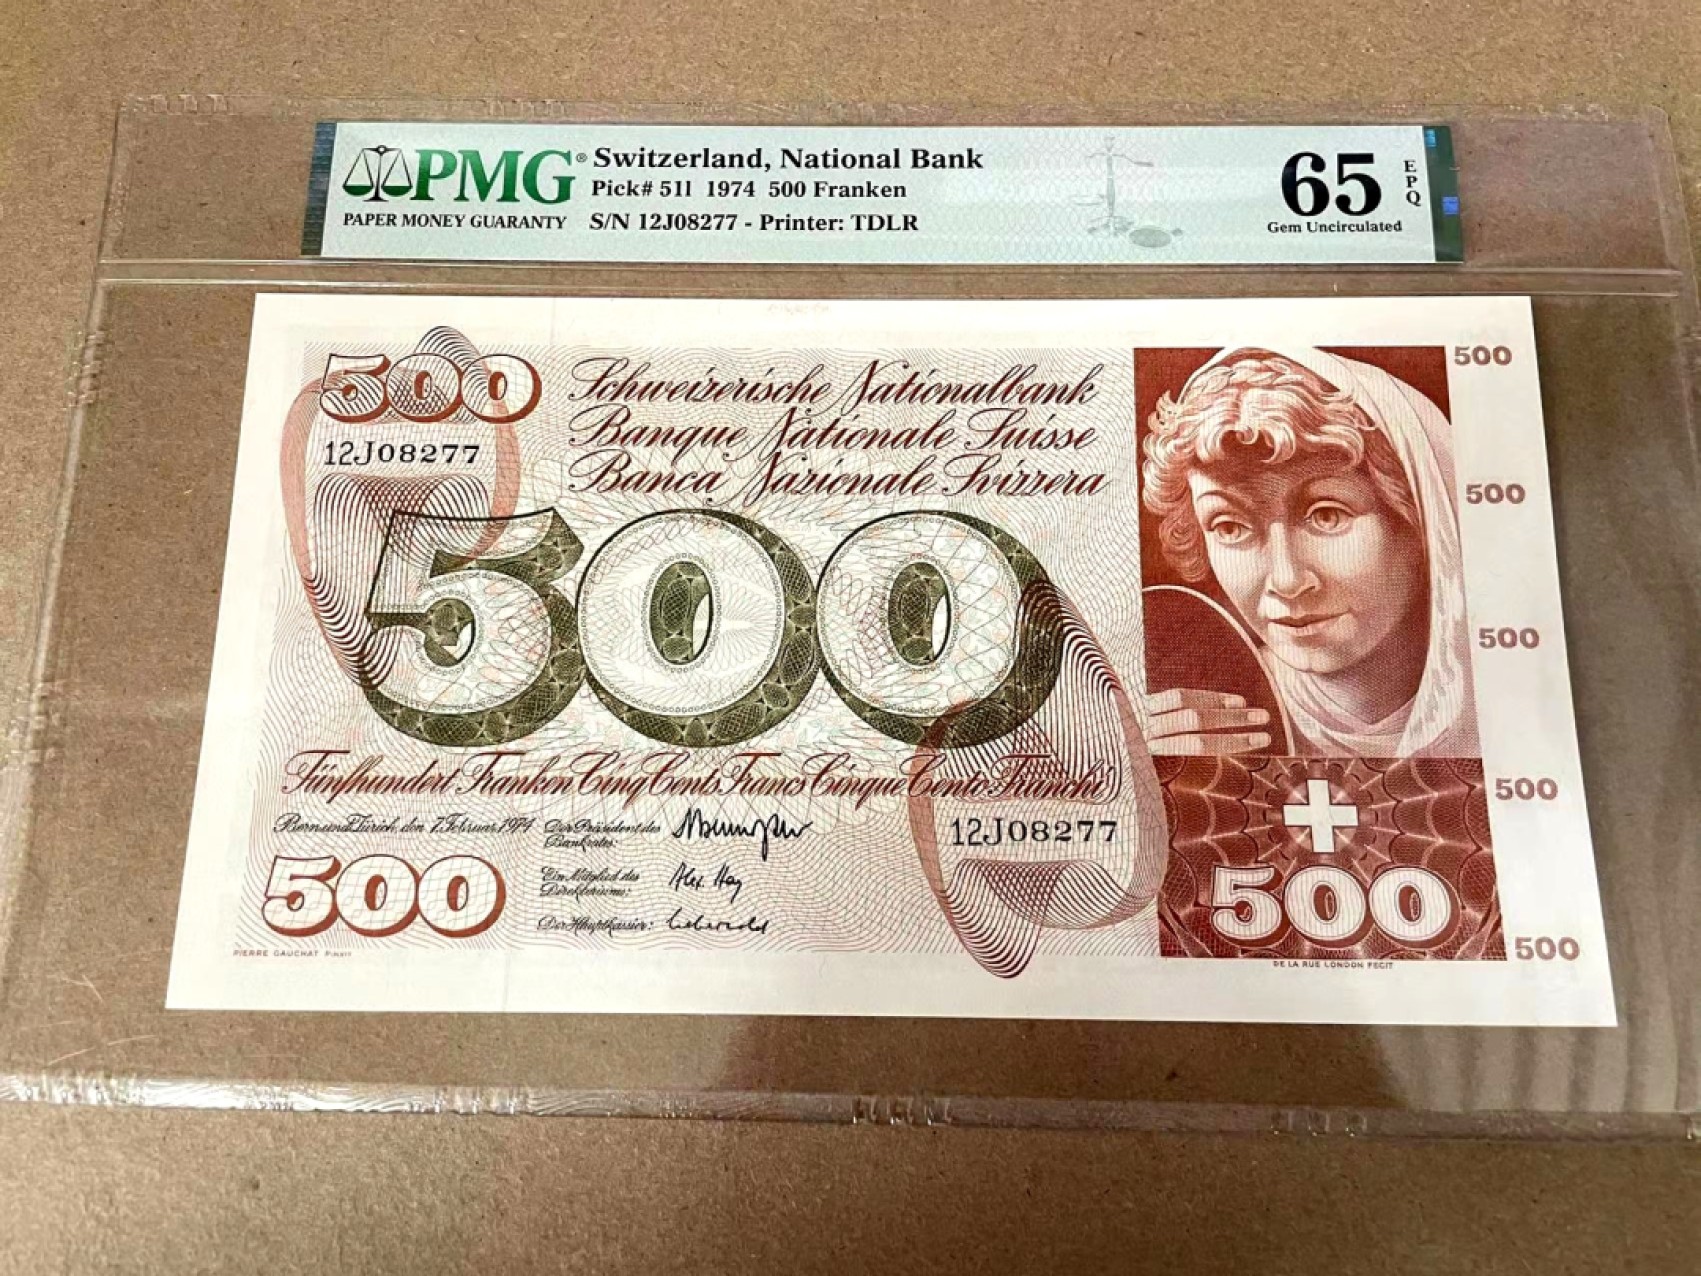 PMG®
PAPER MONEY GUARANTY
Switzerland, National Bank
Pick# 51l 1974 500 Franken
S/N 12J08277 - Printer: TDLR
65
EPQ
Gem Uncirculated
500
12J08277
Schweizerische Nationalbank
Banque Nationale Suisse
Banca Nazionale Svizzera
500
Fünfhundert Franken Cinq Cents Francs Cinque Cento Franchi
Bern und Zürich, den 7. Februar 1974
Der Präsident des
Bankrates:
Ein Mitglied des
Direktoriums:
Alex. Hay
Der Hauptkassier:
500
PIERRE GAUCHAT PINXIT
12J08277
500
500
500
500
500
500
DE LA RUE LONDON FECIT